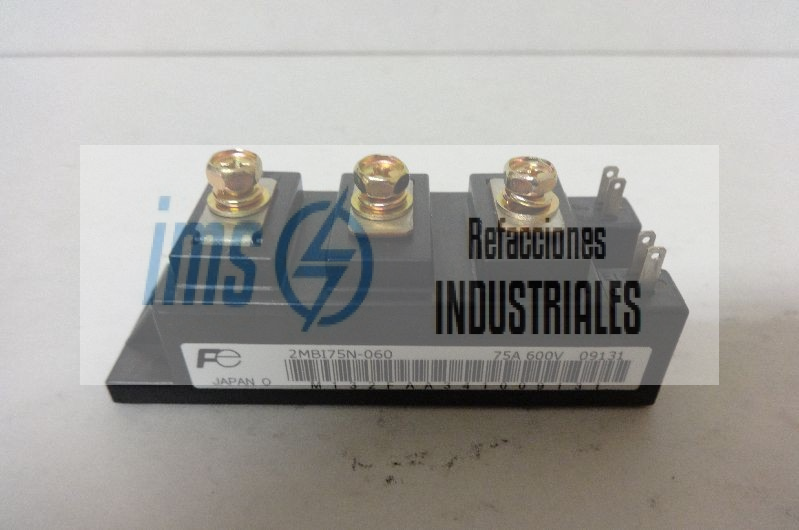 ims
Refacciones
INDUSTRIALES
Fe
2MBI75N-060 75A 600V 09131
JAPAN O